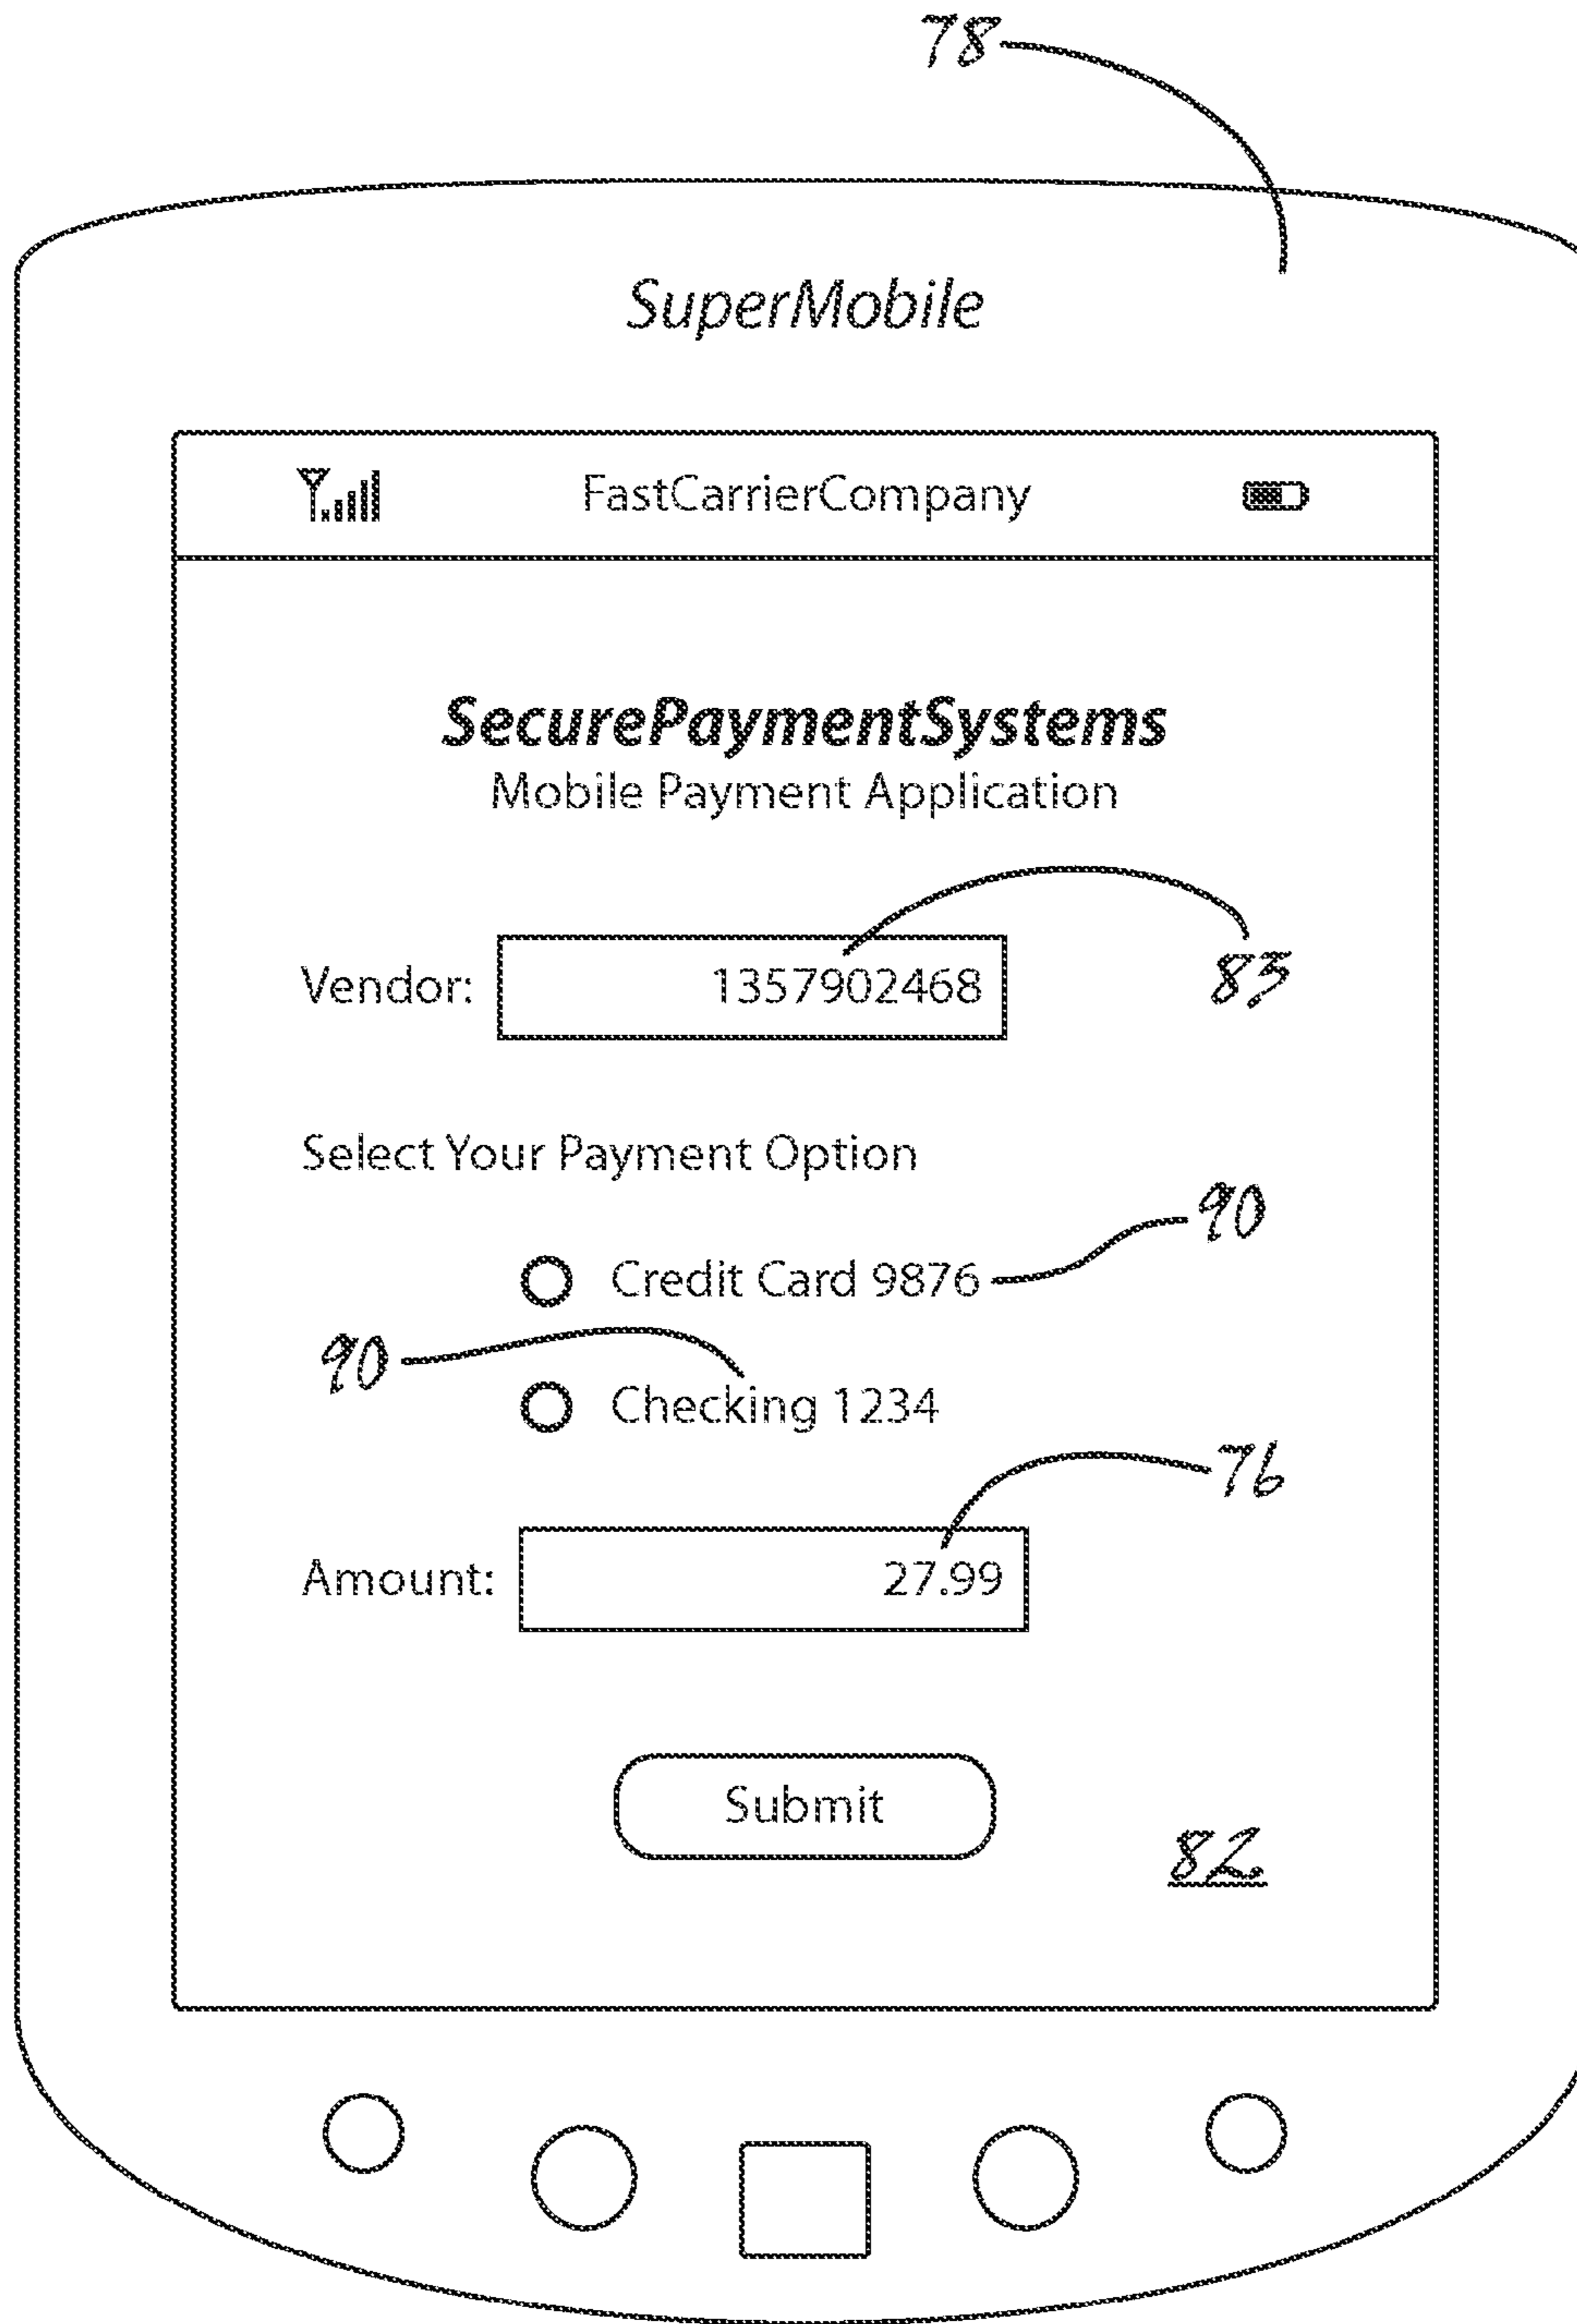 78
SuperMobile
FastCarrierCompany
SecurePaymentSystems
Mobile Payment Application
Vendor: 1357902468
83
Select Your Payment Option
90
Credit Card 9876
90
Checking 1234
76
Amount: 27.99
Submit
82